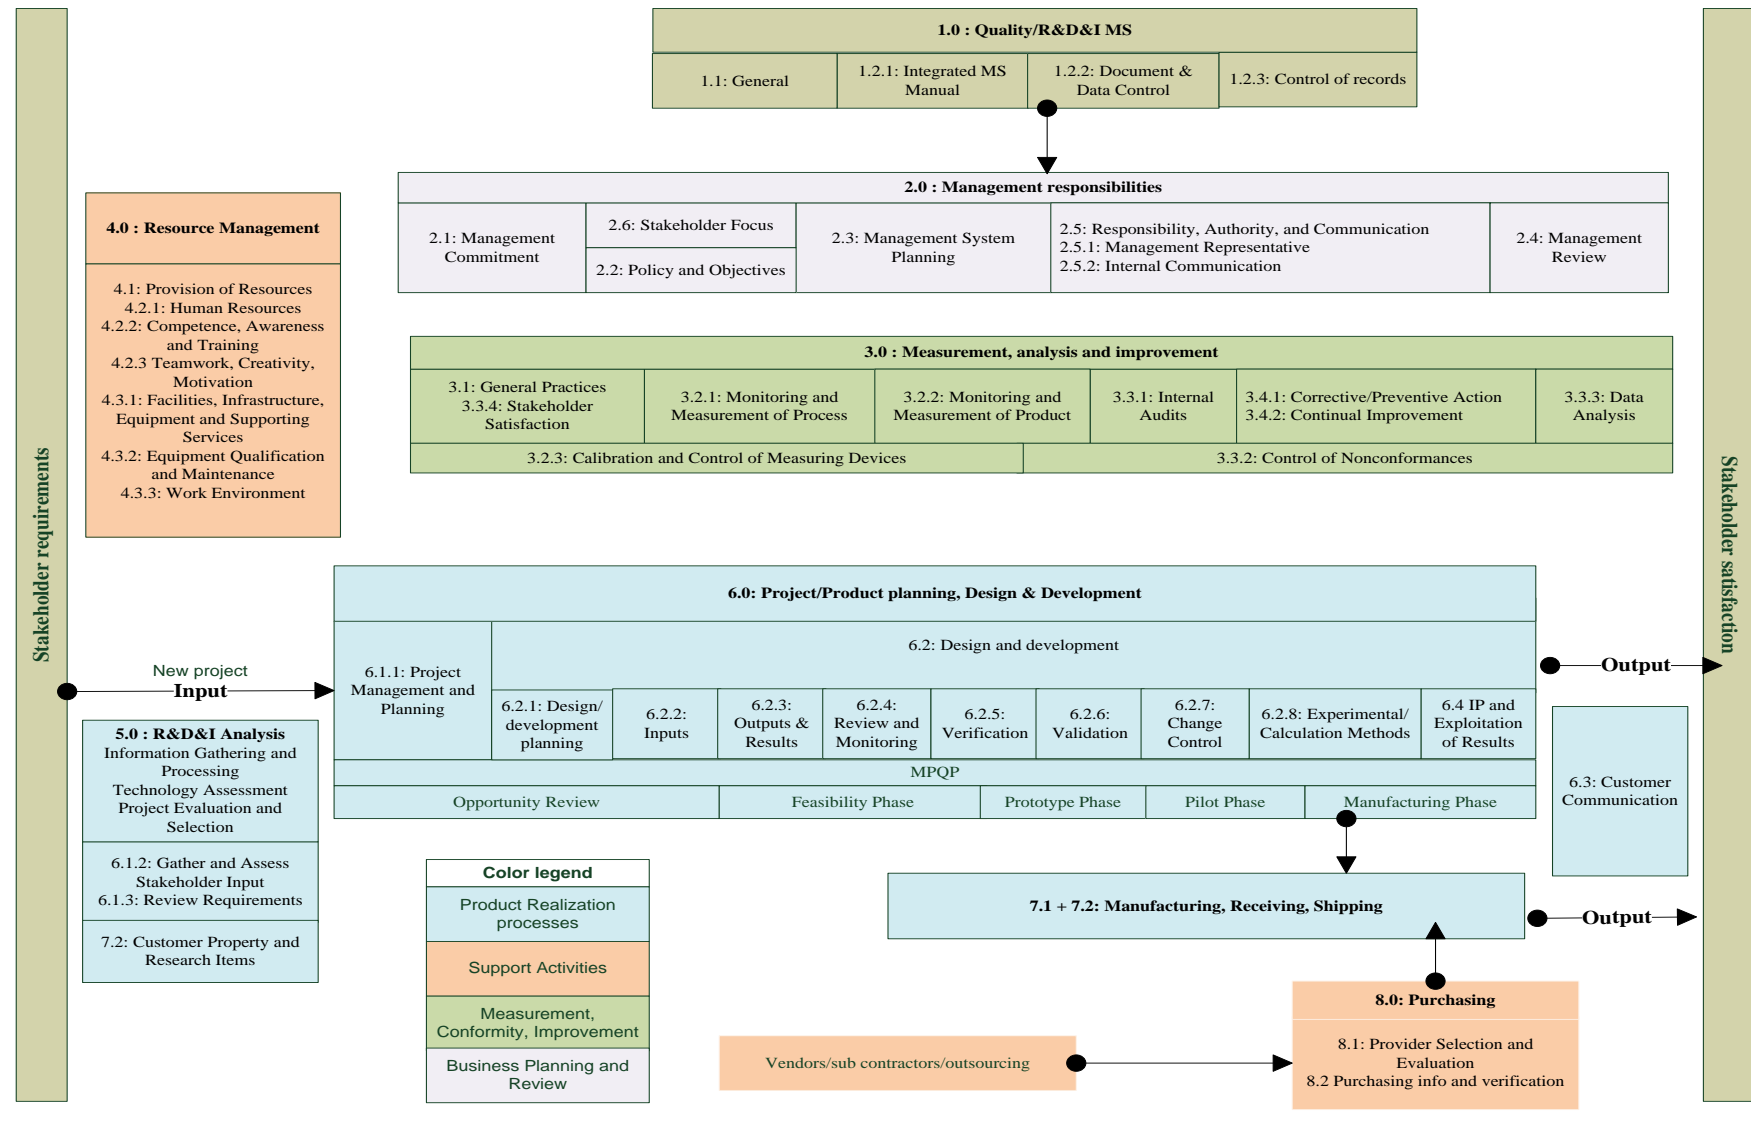 Stakeholder requirements
1.0 : Quality/R&D&I MS
1.1: General
1.2.1: Integrated MS
Manual
1.2.2: Document &
Data Control
1.2.3: Control of records
2.0 : Management responsibilities
2.1: Management
Commitment
2.6: Stakeholder Focus
2.2: Policy and Objectives
2.3: Management System
Planning
2.5: Responsibility, Authority, and Communication
2.5.1: Management Representative
2.5.2: Internal Communication
2.4: Management
Review
4.0 : Resource Management
4.1: Provision of Resources
4.2.1: Human Resources
4.2.2: Competence, Awareness
and Training
4.2.3 Teamwork, Creativity,
Motivation
4.3.1: Facilities, Infrastructure,
Equipment and Supporting
Services
4.3.2: Equipment Qualification
and Maintenance
4.3.3: Work Environment
3.0 : Measurement, analysis and improvement
3.1: General Practices
3.3.4: Stakeholder
Satisfaction
3.2.1: Monitoring and
Measurement of Process
3.2.2: Monitoring and
Measurement of Product
3.3.1: Internal
Audits
3.4.1: Corrective/Preventive Action
3.4.2: Continual Improvement
3.3.3: Data
Analysis
3.2.3: Calibration and Control of Measuring Devices
3.3.2: Control of Nonconformances
New project
Input
6.0: Project/Product planning, Design & Development
6.1.1: Project
Management and
Planning
6.2: Design and development
6.2.1: Design/
development
planning
6.2.2:
Inputs
6.2.3:
Outputs &
Results
6.2.4:
Review and
Monitoring
6.2.5:
Verification
6.2.6:
Validation
6.2.7:
Change
Control
6.2.8: Experimental/
Calculation Methods
6.4 IP and
Exploitation
of Results
MPQP
Opportunity Review
Feasibility Phase
Prototype Phase
Pilot Phase
Manufacturing Phase
Output
5.0 : R&D&I Analysis
Information Gathering and
Processing
Technology Assessment
Project Evaluation and
Selection
6.1.2: Gather and Assess
Stakeholder Input
6.1.3: Review Requirements
7.2: Customer Property and
Research Items
6.3: Customer
Communication
Color legend
Product Realization
processes
Support Activities
Measurement,
Conformity, Improvement
Business Planning and
Review
7.1 + 7.2: Manufacturing, Receiving, Shipping
Output
Vendors/sub contractors/outsourcing
8.0: Purchasing
8.1: Provider Selection and
Evaluation
8.2 Purchasing info and verification
Stakeholder satisfaction